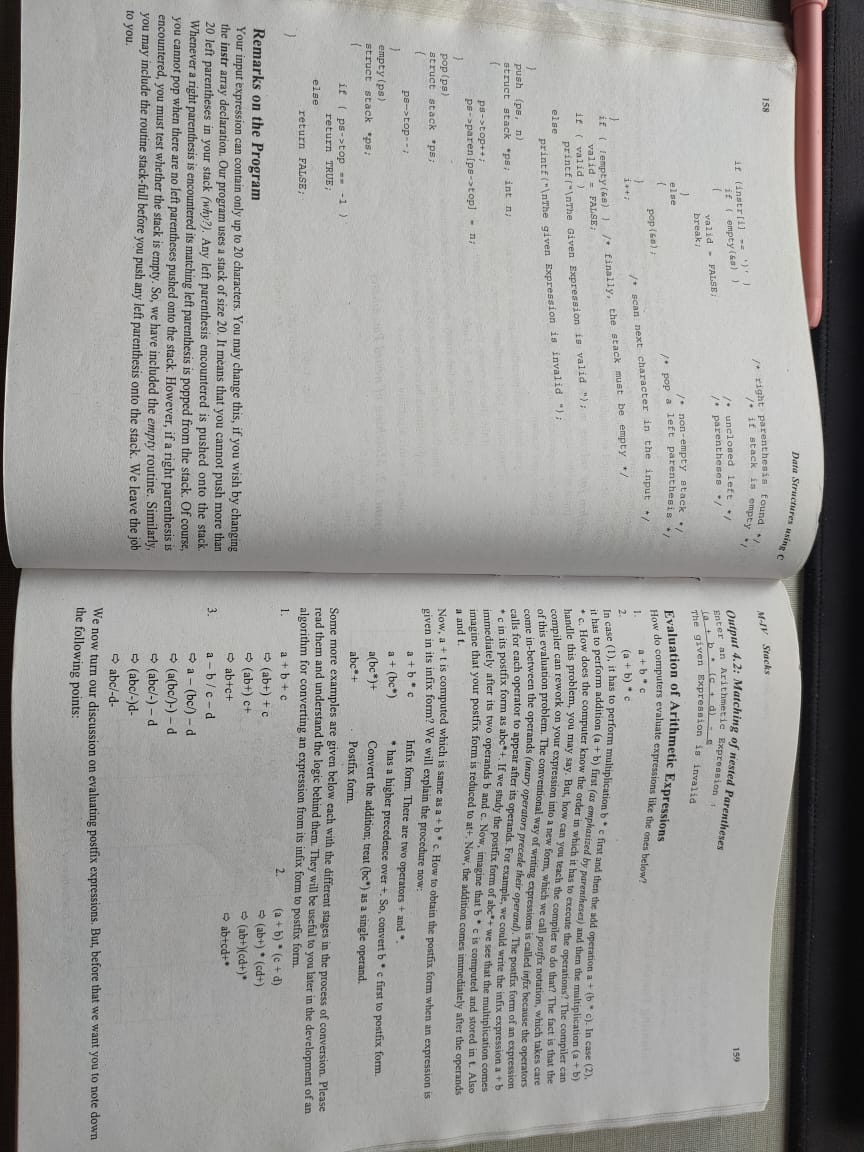 158
Data Structures using C
if (instr[i] == ')' ) /* right parenthesis found */
if ( empty(&s) ) /* if stack is empty */
{
valid = FALSE; /* unclosed left */
break; /* parentheses */
}
else /* non-empty stack */
{ /* pop a left parenthesis */
pop(&s);
}
i++; /* scan next character in the input */
}
if ( !empty(&s) ) /* finally, the stack must be empty */
valid = FALSE;
if ( valid )
printf("\nThe Given Expression is valid ");
else
printf("\nThe given Expression is invalid ");
}
push (ps, n)
struct stack *ps; int n;
{
ps->top++;
ps->paren[ps->top] = n;
}
pop(ps)
struct stack *ps;
{
ps->top--;
}
empty(ps)
struct stack *ps;
{
if ( ps->top == -1 )
return TRUE;
else
return FALSE;
}
Remarks on the Program
Your input expression can contain only up to 20 characters. You may change this, if you wish by changing
the instr array declaration. Our program uses a stack of size 20. It means that you cannot push more than
20 left parentheses in your stack (why?). Any left parenthesis encountered is pushed onto the stack.
Whenever a right parenthesis is encountered its matching left parenthesis is popped from the stack. Of course,
you cannot pop when there are no left parentheses pushed onto the stack. However, if a right parenthesis is
encountered, you must test whether the stack is empty. So, we have included the empty routine. Similarly,
you may include the routine stack-full before you push any left parenthesis onto the stack. We leave the job
to you.
M-IV Stacks
159
Output 4.2: Matching of nested Parentheses
Enter an Arithmetic Expression :
(a + b * (c + d) - e
The given Expression is invalid
Evaluation of Arithmetic Expressions
How do computers evaluate expressions like the ones below?
1. a + b * c
2. (a + b) * c
In case (1), it has to perform multiplication b * c first and then the add operation a + (b * c). In case (2),
it has to perform addition (a + b) first (as emphasized by parentheses) and then the multiplication (a + b)
* c. How does the computer know the order in which it has to execute the operations? The compiler can
handle this problem, you may say. But, how can you teach the compiler to do that? The fact is that the
compiler can rework on your expression into a new form, which we call postfix notation, which takes care
of this evaluation problem. The conventional way of writing expressions is called infix because the operators
come in-between the operands (unary operators precede their operand). The postfix form of an expression
calls for each operator to appear after its operands. For example, we could write the infix expression a + b
* c in its postfix form as abc*+. If we study the postfix form of abc*+ we see that the multiplication comes
immediately after its two operands b and c. Now, imagine that b * c is computed and stored in t. Also
imagine that your postfix form is reduced to at+. Now, the addition comes immediately after the operands
a and t.
Now, a + t is computed which is same as a + b * c. How to obtain the postfix form when an expression is
given in its infix form? We will explain the procedure now:
a + b * c Infix form. There are two operators + and *.
a + (bc*) * has a higher precedence over +. So, convert b * c first to postfix form.
a(bc*)+ Convert the addition; treat (bc*) as a single operand.
abc*+ Postfix form.
Some more examples are given below each with the different stages in the process of conversion. Please
read them and understand the logic behind them. They will be useful to you later in the development of an
algorithm for converting an expression from its infix form to postfix form.
1. a + b + c
⇨ (ab+) + c
⇨ (ab+) c+
⇨ ab+c+
2. (a + b) * (c + d)
⇨ (ab+) * (cd+)
⇨ (ab+)(cd+)*
⇨ ab+cd+*
3. a – b / c – d
⇨ a – (bc/) – d
⇨ (a(bc/)-) – d
⇨ (abc/-) – d
⇨ (abc/-)d-
⇨ abc/-d-
We now turn our discussion on evaluating postfix expressions. But, before that we want you to note down
the following points: